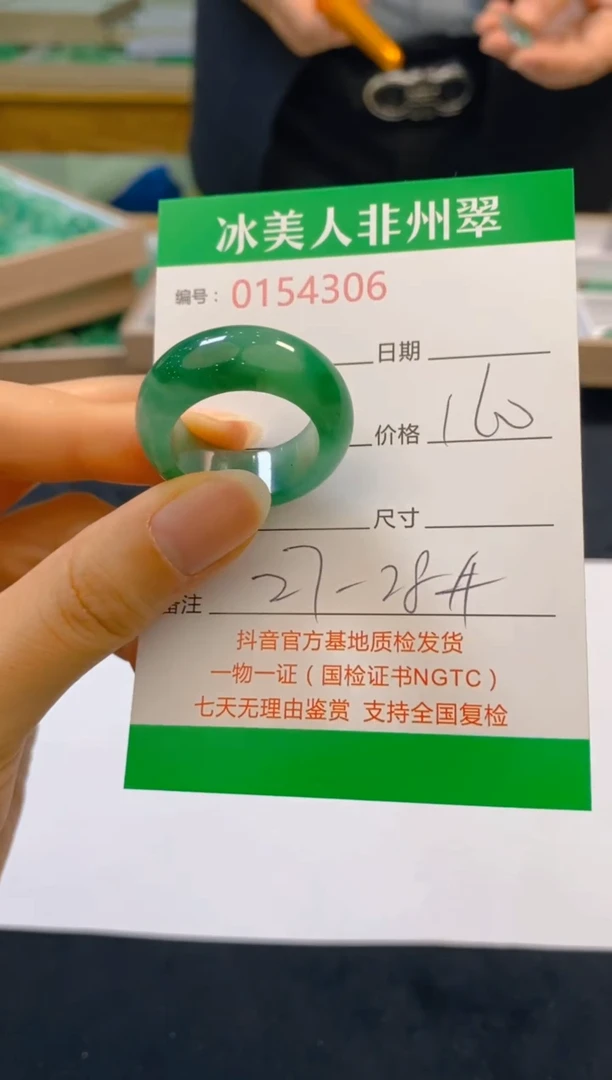 冰美人非州翠
编号：0154306
日期
价格 160
尺寸
备注 27-28#
抖音官方基地质检发货
一物一证（国检证书NGTC）
七天无理由鉴赏 支持全国复检